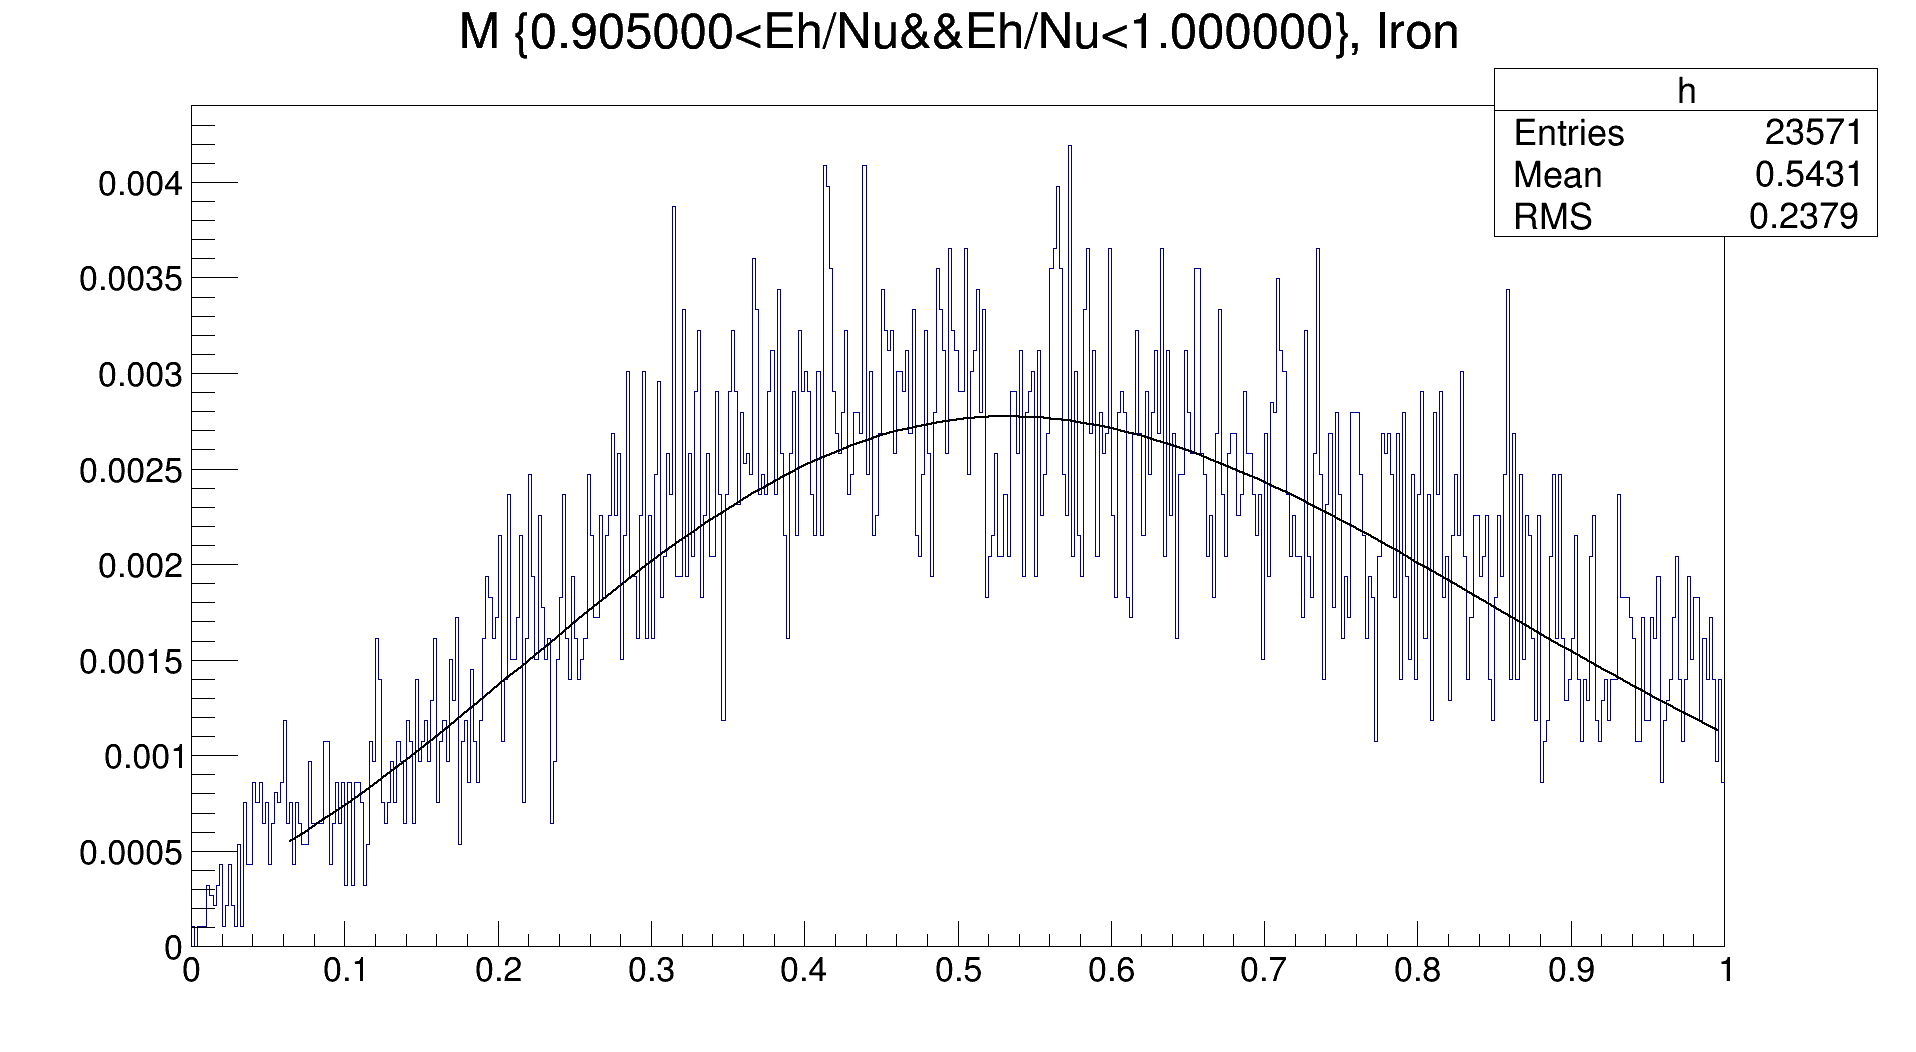 M {0.905000<Eh/Nu&&Eh/Nu<1.000000}, Iron
h
Entries 23571
Mean 0.5431
RMS 0.2379
0.004
0.0035
0.003
0.0025
0.002
0.0015
0.001
0.0005
0
0 0.1 0.2 0.3 0.4 0.5 0.6 0.7 0.8 0.9 1